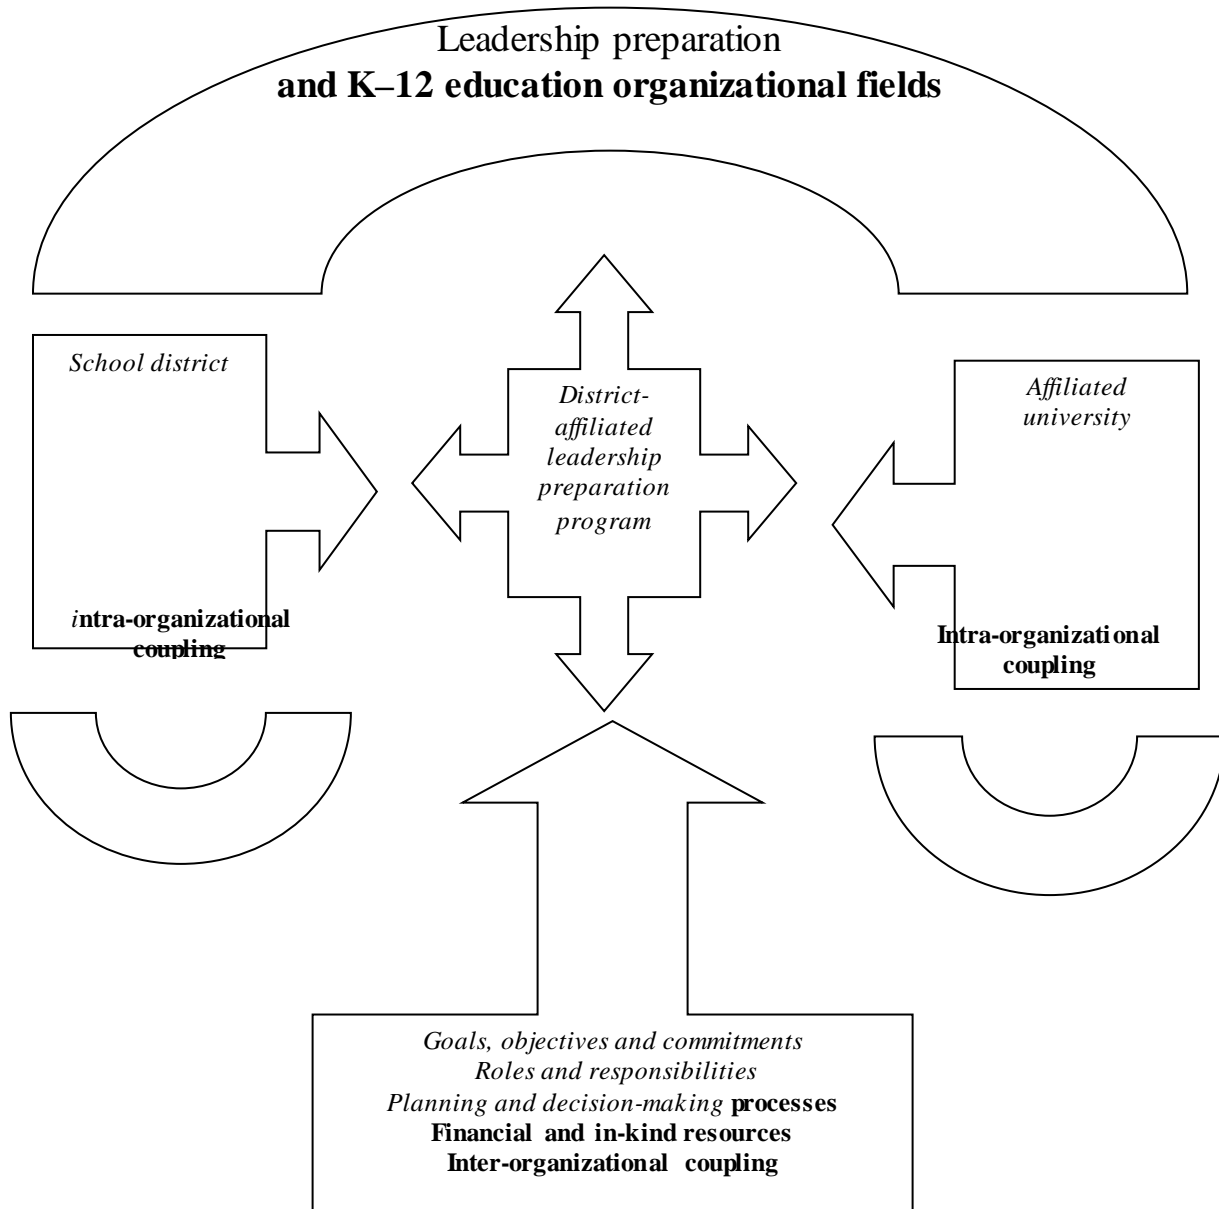 Leadership preparation
and K–12 education organizational fields
School district
intra-organizational
coupling
District-
affiliated
leadership
preparation
program
Affiliated
university
Intra-organizational
coupling
Goals, objectives and commitments
Roles and responsibilities
Planning and decision-making processes
Financial and in-kind resources
Inter-organizational coupling